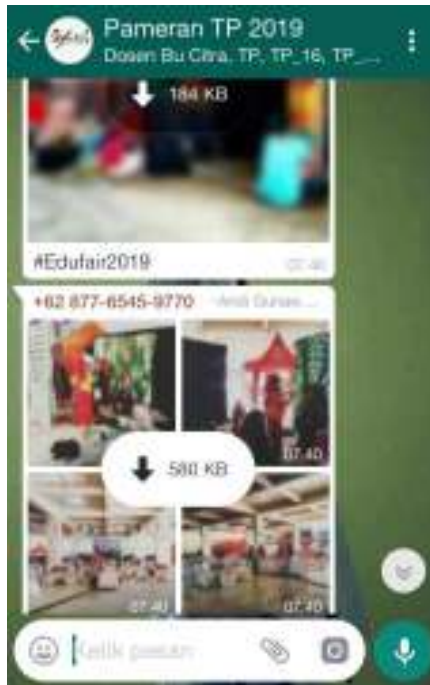 Pameran TP 2019
Dosen Bu Citra, TP, TP_16, TP_...
184 KB
#Edufair2019
07.40
+62 877-6545-9770
07.40
580 KB
07.40
07.40
Ketik pesan